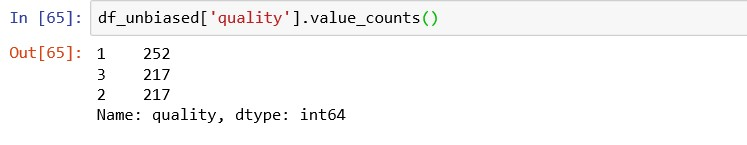 In [65]: df_unbiased['quality'].value_counts()
Out[65]: 1    252
3    217
2    217
Name: quality, dtype: int64